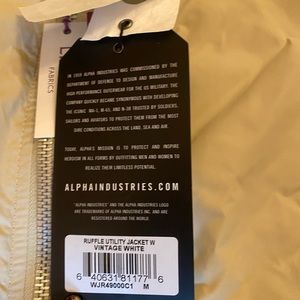 FABRICS
IN 1959 ALPHA INDUSTRIES WAS COMMISSIONED BY THE
DEPARTMENT OF DEFENSE TO DESIGN AND MANUFACTURE
HIGH PERFORMANCE OUTERWEAR FOR THE US MILITARY. THE
COMPANY QUICKLY BECAME SYNONYMOUS WITH DEVELOPING
THE ICONIC MA-1, M-65, AND N-3B TRUSTED BY SOLDIERS,
SAILORS AND AVIATORS TO PROTECT THEM FROM THE MOST
DIRE CONDITIONS ACROSS THE LAND, SEA AND AIR.
TODAY, ALPHA'S MISSION IS TO PROTECT AND INSPIRE
HEROISM IN ALL FORMS BY OUTFITTING MEN AND WOMEN TO
REALIZE THEIR LIMITLESS POTENTIAL.
ALPHAINDUSTRIES.COM
"ALPHA INDUSTRIES" AND THE ALPHA INDUSTRIES LOGO
ARE TRADEMARKS OF ALPHA INDUSTRIES INC. AND ARE
REGISTERED AROUND THE WORLD.
RUFFLE UTILITY JACKET W
VINTAGE WHITE
6 40631 81177 6
WJR49000C1 M